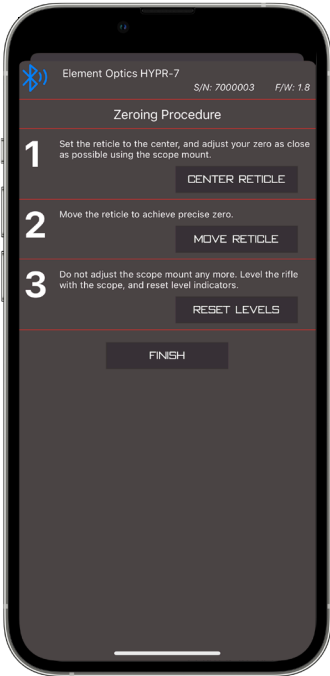 Element Optics HYPR-7
S/N: 7000003 F/W: 1.8
Zeroing Procedure
1
Set the reticle to the center, and adjust your zero as close
as possible using the scope mount.
CENTER RETICLE
2
Move the reticle to achieve precise zero.
MOVE RETICLE
3
Do not adjust the scope mount any more. Level the rifle
with the scope, and reset level indicators.
RESET LEVELS
FINISH